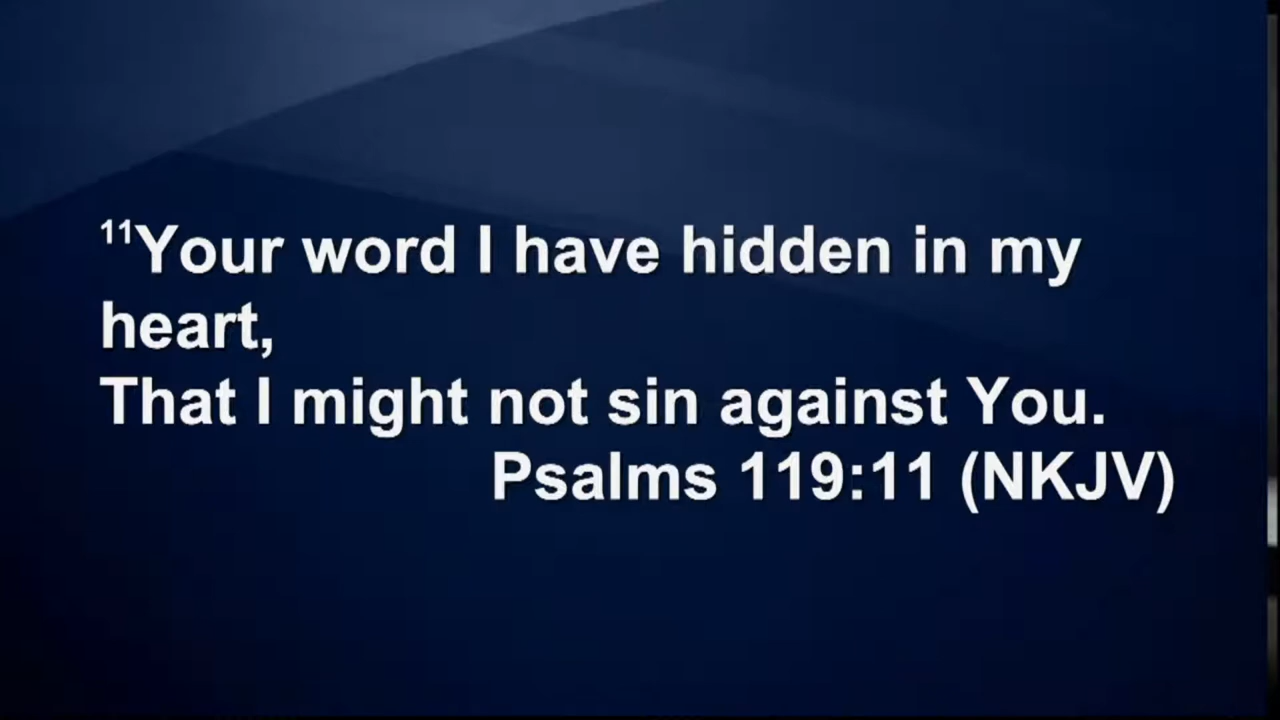 ¹¹Your word I have hidden in my
heart,
That I might not sin against You.
Psalms 119:11 (NKJV)